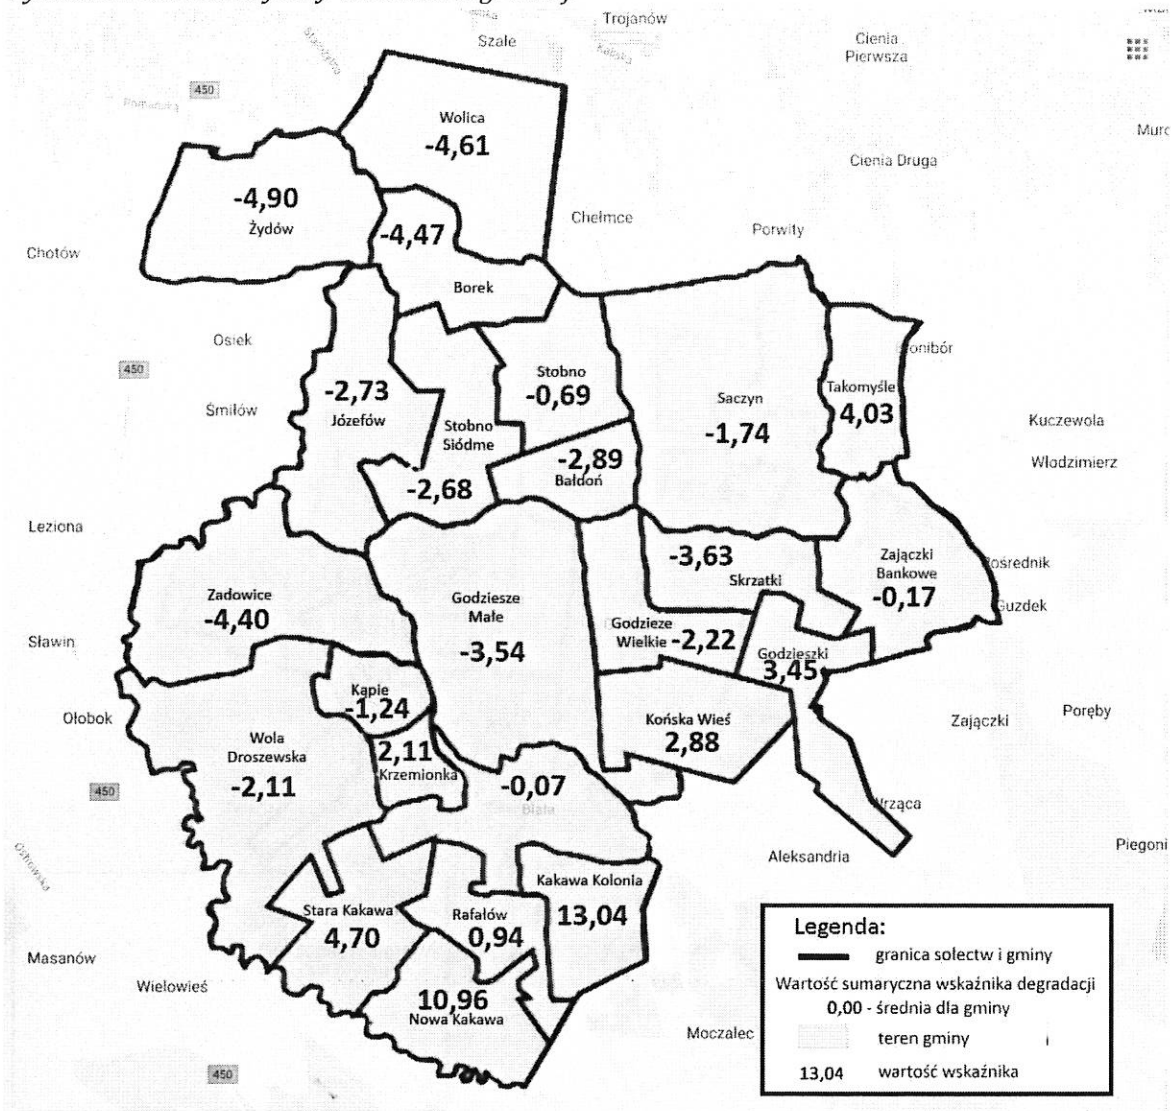 Trojanów
Szałe
Cienia
Pierwsza
450
Wolica
-4,61
Cienia Druga
-4,90
Żydów
-4,47
Chełmce
Porwity
Chotów
Borek
Osiek
450
Stobno
-0,69
Takomyśle
4,03
-2,73
Józefów
Saczyn
-1,74
Śmiłów
Stobno
Siódme
-2,68
-2,89
Bałdoń
Kuczewola
Włodzimierz
Leziona
-3,63
Skrzatki
Zajączki
Bankowe
-0,17
Zadowice
-4,40
Godziesze
Małe
-3,54
Godzieze
Wielkie
-2,22
Guzdek
Sławin
Godzieszki
3,45
Kąpie
-1,24
Ołobok
Końska Wieś
2,88
Zajączki
Poręby
Wola
Droszewska
-2,11
2,11
Krzemionka
-0,07
Biała
450
Aleksandria
Piegoni
Kakawa Kolonia
13,04
Stara Kakawa
4,70
Rafałów
0,94
Masanów
Wielowieś
10,96
Nowa Kakawa
Moczalec
450
Legenda:
granica sołectw i gminy
Wartość sumaryczna wskaźnika degradacji
0,00 - średnia dla gminy
teren gminy
13,04 wartość wskaźnika